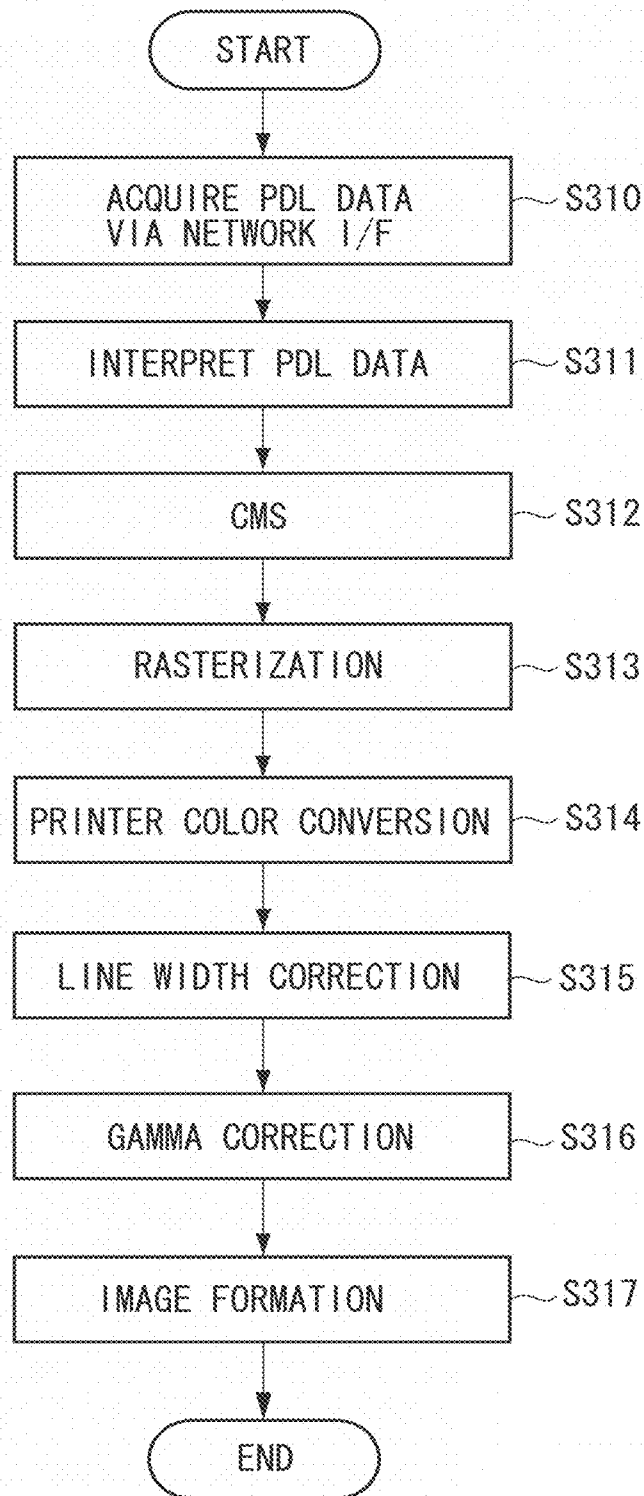 START
ACQUIRE PDL DATA
VIA NETWORK I/F
S310
INTERPRET PDL DATA
S311
CMS
S312
RASTERIZATION
S313
PRINTER COLOR CONVERSION
S314
LINE WIDTH CORRECTION
S315
GAMMA CORRECTION
S316
IMAGE FORMATION
S317
END